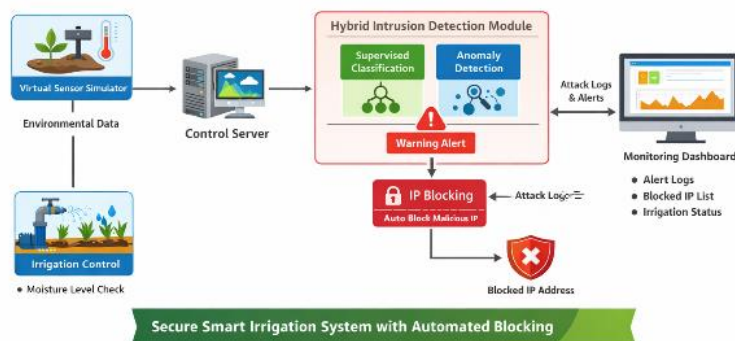 Hybrid Intrusion Detection Module
Supervised
Classification
Anomaly
Detection
Warning Alert
Virtual Sensor Simulator
Environmental Data
Control Server
Attack Logs
& Alerts
Monitoring Dashboard
• Alert Logs
• Blocked IP List
• Irrigation Status
IP Blocking
Auto Block Malicious IP
Attack
Blocked IP Address
Irrigation Control
• Moisture Level Check
Secure Smart Irrigation System with Automated Blocking